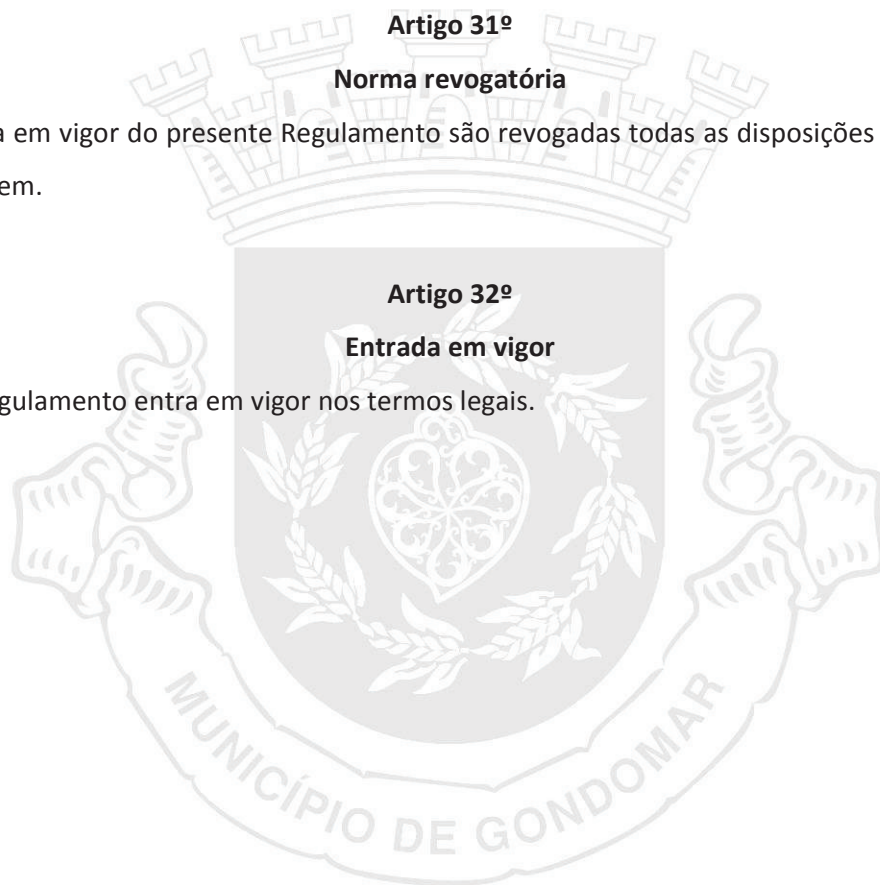 Artigo 31º
Norma revogatória
a em vigor do presente Regulamento são revogadas todas as disposições
em.
Artigo 32º
Entrada em vigor
gulamento entra em vigor nos termos legais.
MUNICÍPIO DE GONDOMAR